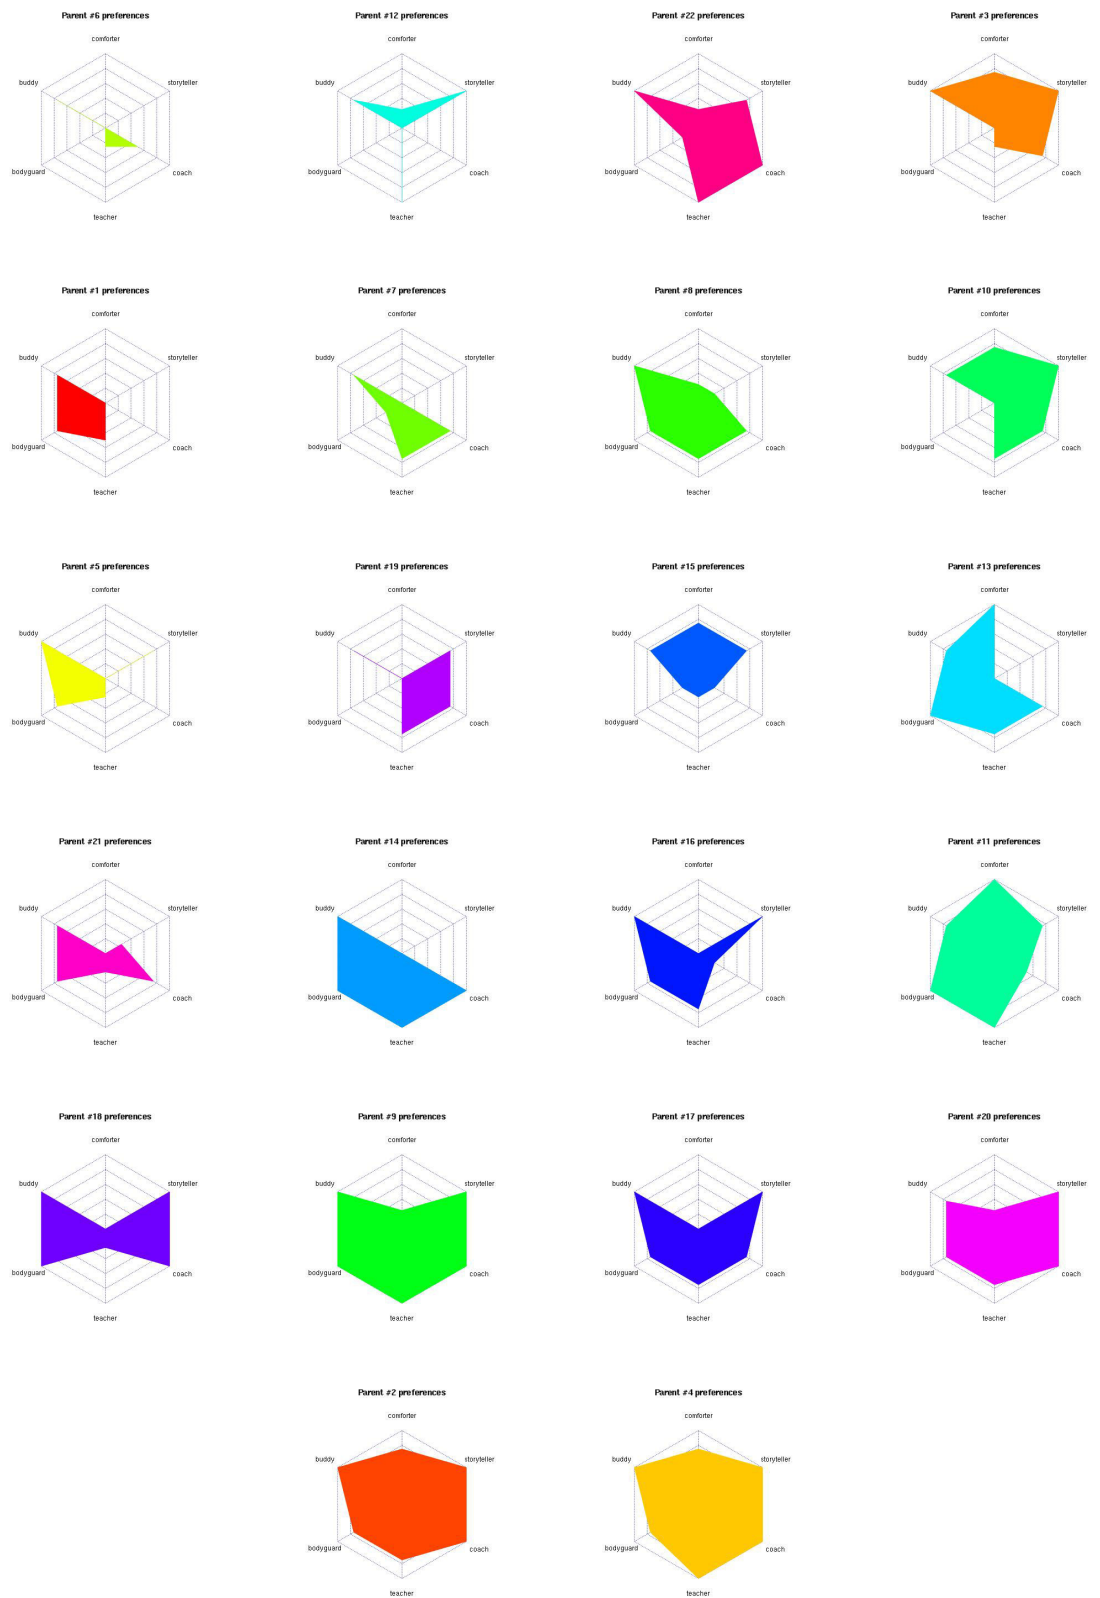 Parent #6 preferences
Parent #12 preferences
Parent #22 preferences
Parent #3 preferences
comforter
comforter
comforter
comforter
buddy
storyteller
buddy
storyteller
buddy
storyteller
buddy
storyteller
bodyguard
coach
bodyguard
coach
bodyguard
coach
bodyguard
coach
teacher
teacher
teacher
teacher
Parent #1 preferences
Parent #7 preferences
Parent #8 preferences
Parent #10 preferences
comforter
comforter
comforter
comforter
buddy
storyteller
buddy
storyteller
buddy
storyteller
buddy
storyteller
bodyguard
coach
bodyguard
coach
bodyguard
coach
bodyguard
coach
teacher
teacher
teacher
teacher
Parent #5 preferences
Parent #19 preferences
Parent #15 preferences
Parent #13 preferences
comforter
comforter
comforter
comforter
buddy
storyteller
buddy
storyteller
buddy
storyteller
buddy
storyteller
bodyguard
coach
bodyguard
coach
bodyguard
coach
bodyguard
coach
teacher
teacher
teacher
teacher
Parent #21 preferences
Parent #14 preferences
Parent #16 preferences
Parent #11 preferences
comforter
comforter
comforter
comforter
buddy
storyteller
buddy
storyteller
buddy
storyteller
buddy
storyteller
bodyguard
coach
bodyguard
coach
bodyguard
coach
bodyguard
coach
teacher
teacher
teacher
teacher
Parent #18 preferences
Parent #9 preferences
Parent #17 preferences
Parent #20 preferences
comforter
comforter
comforter
comforter
buddy
storyteller
buddy
storyteller
buddy
storyteller
buddy
storyteller
bodyguard
coach
bodyguard
coach
bodyguard
coach
bodyguard
coach
teacher
teacher
teacher
teacher
Parent #2 preferences
Parent #4 preferences
comforter
comforter
buddy
storyteller
buddy
storyteller
bodyguard
coach
bodyguard
coach
teacher
teacher